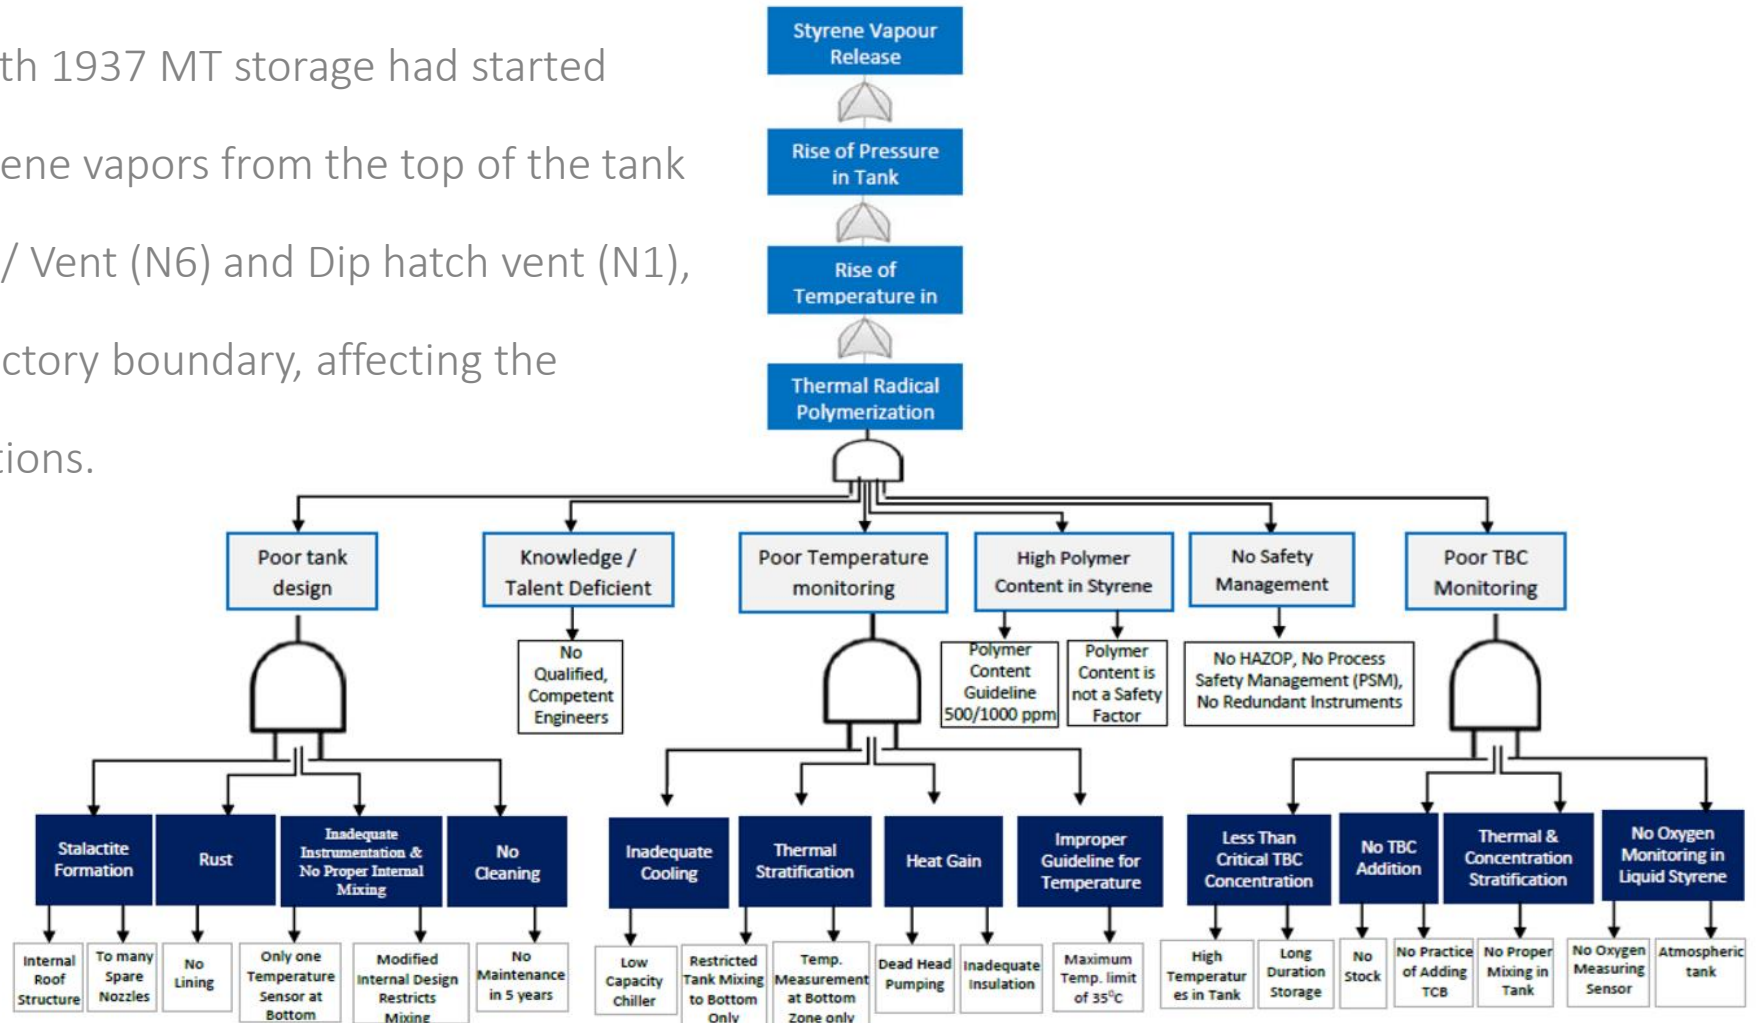 th 1937 MT storage had started
ene vapors from the top of the tank
/ Vent (N6) and Dip hatch vent (N1),
ctory boundary, affecting the
tions.
Styrene Vapour
Release
Rise of Pressure
in Tank
Rise of
Temperature in
Thermal Radical
Polymerization
Poor tank
design
Knowledge /
Talent Deficient
Poor Temperature
monitoring
High Polymer
Content in Styrene
No Safety
Management
Poor TBC
Monitoring
No
Qualified,
Competent
Engineers
Polymer
Content
Guideline
500/1000 ppm
Polymer
Content is
not a Safety
Factor
No HAZOP, No Process
Safety Management (PSM),
No Redundant Instruments
Stalactite
Formation
Rust
Inadequate
Instrumentation &
No Proper Internal
Mixing
No
Cleaning
Inadequate
Cooling
Thermal
Stratification
Heat Gain
Improper
Guideline for
Temperature
Less Than
Critical TBC
Concentration
No TBC
Addition
Thermal &
Concentration
Stratification
No Oxygen
Monitoring in
Liquid Styrene
Internal
Roof
Structure
To many
Spare
Nozzles
No
Lining
Only one
Temperature
Sensor at
Bottom
Modified
Internal Design
Restricts
Mixing
No
Maintenance
in 5 years
Low
Capacity
Chiller
Restricted
Tank Mixing
to Bottom
Only
Temp.
Measurement
at Bottom
Zone only
Dead Head
Pumping
Inadequate
Insulation
Maximum
Temp. limit
of 35⁰C
High
Temperatur
es in Tank
Long
Duration
Storage
No
Stock
No Practice
of Adding
TCB
No Proper
Mixing in
Tank
No Oxygen
Measuring
Sensor
Atmospheric
tank